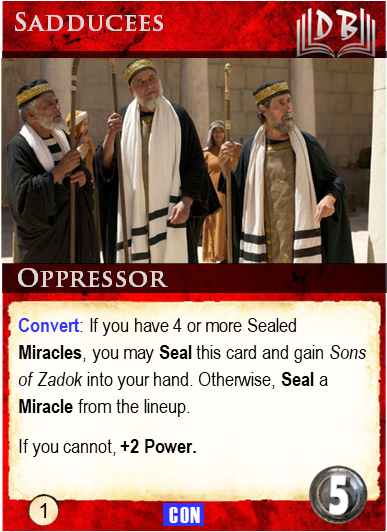 SADDUCEES
DB
OPPRESSOR
Convert: If you have 4 or more Sealed
Miracles, you may Seal this card and gain Sons
of Zadok into your hand. Otherwise, Seal a
Miracle from the lineup.
If you cannot, +2 Power.
1
CON
5